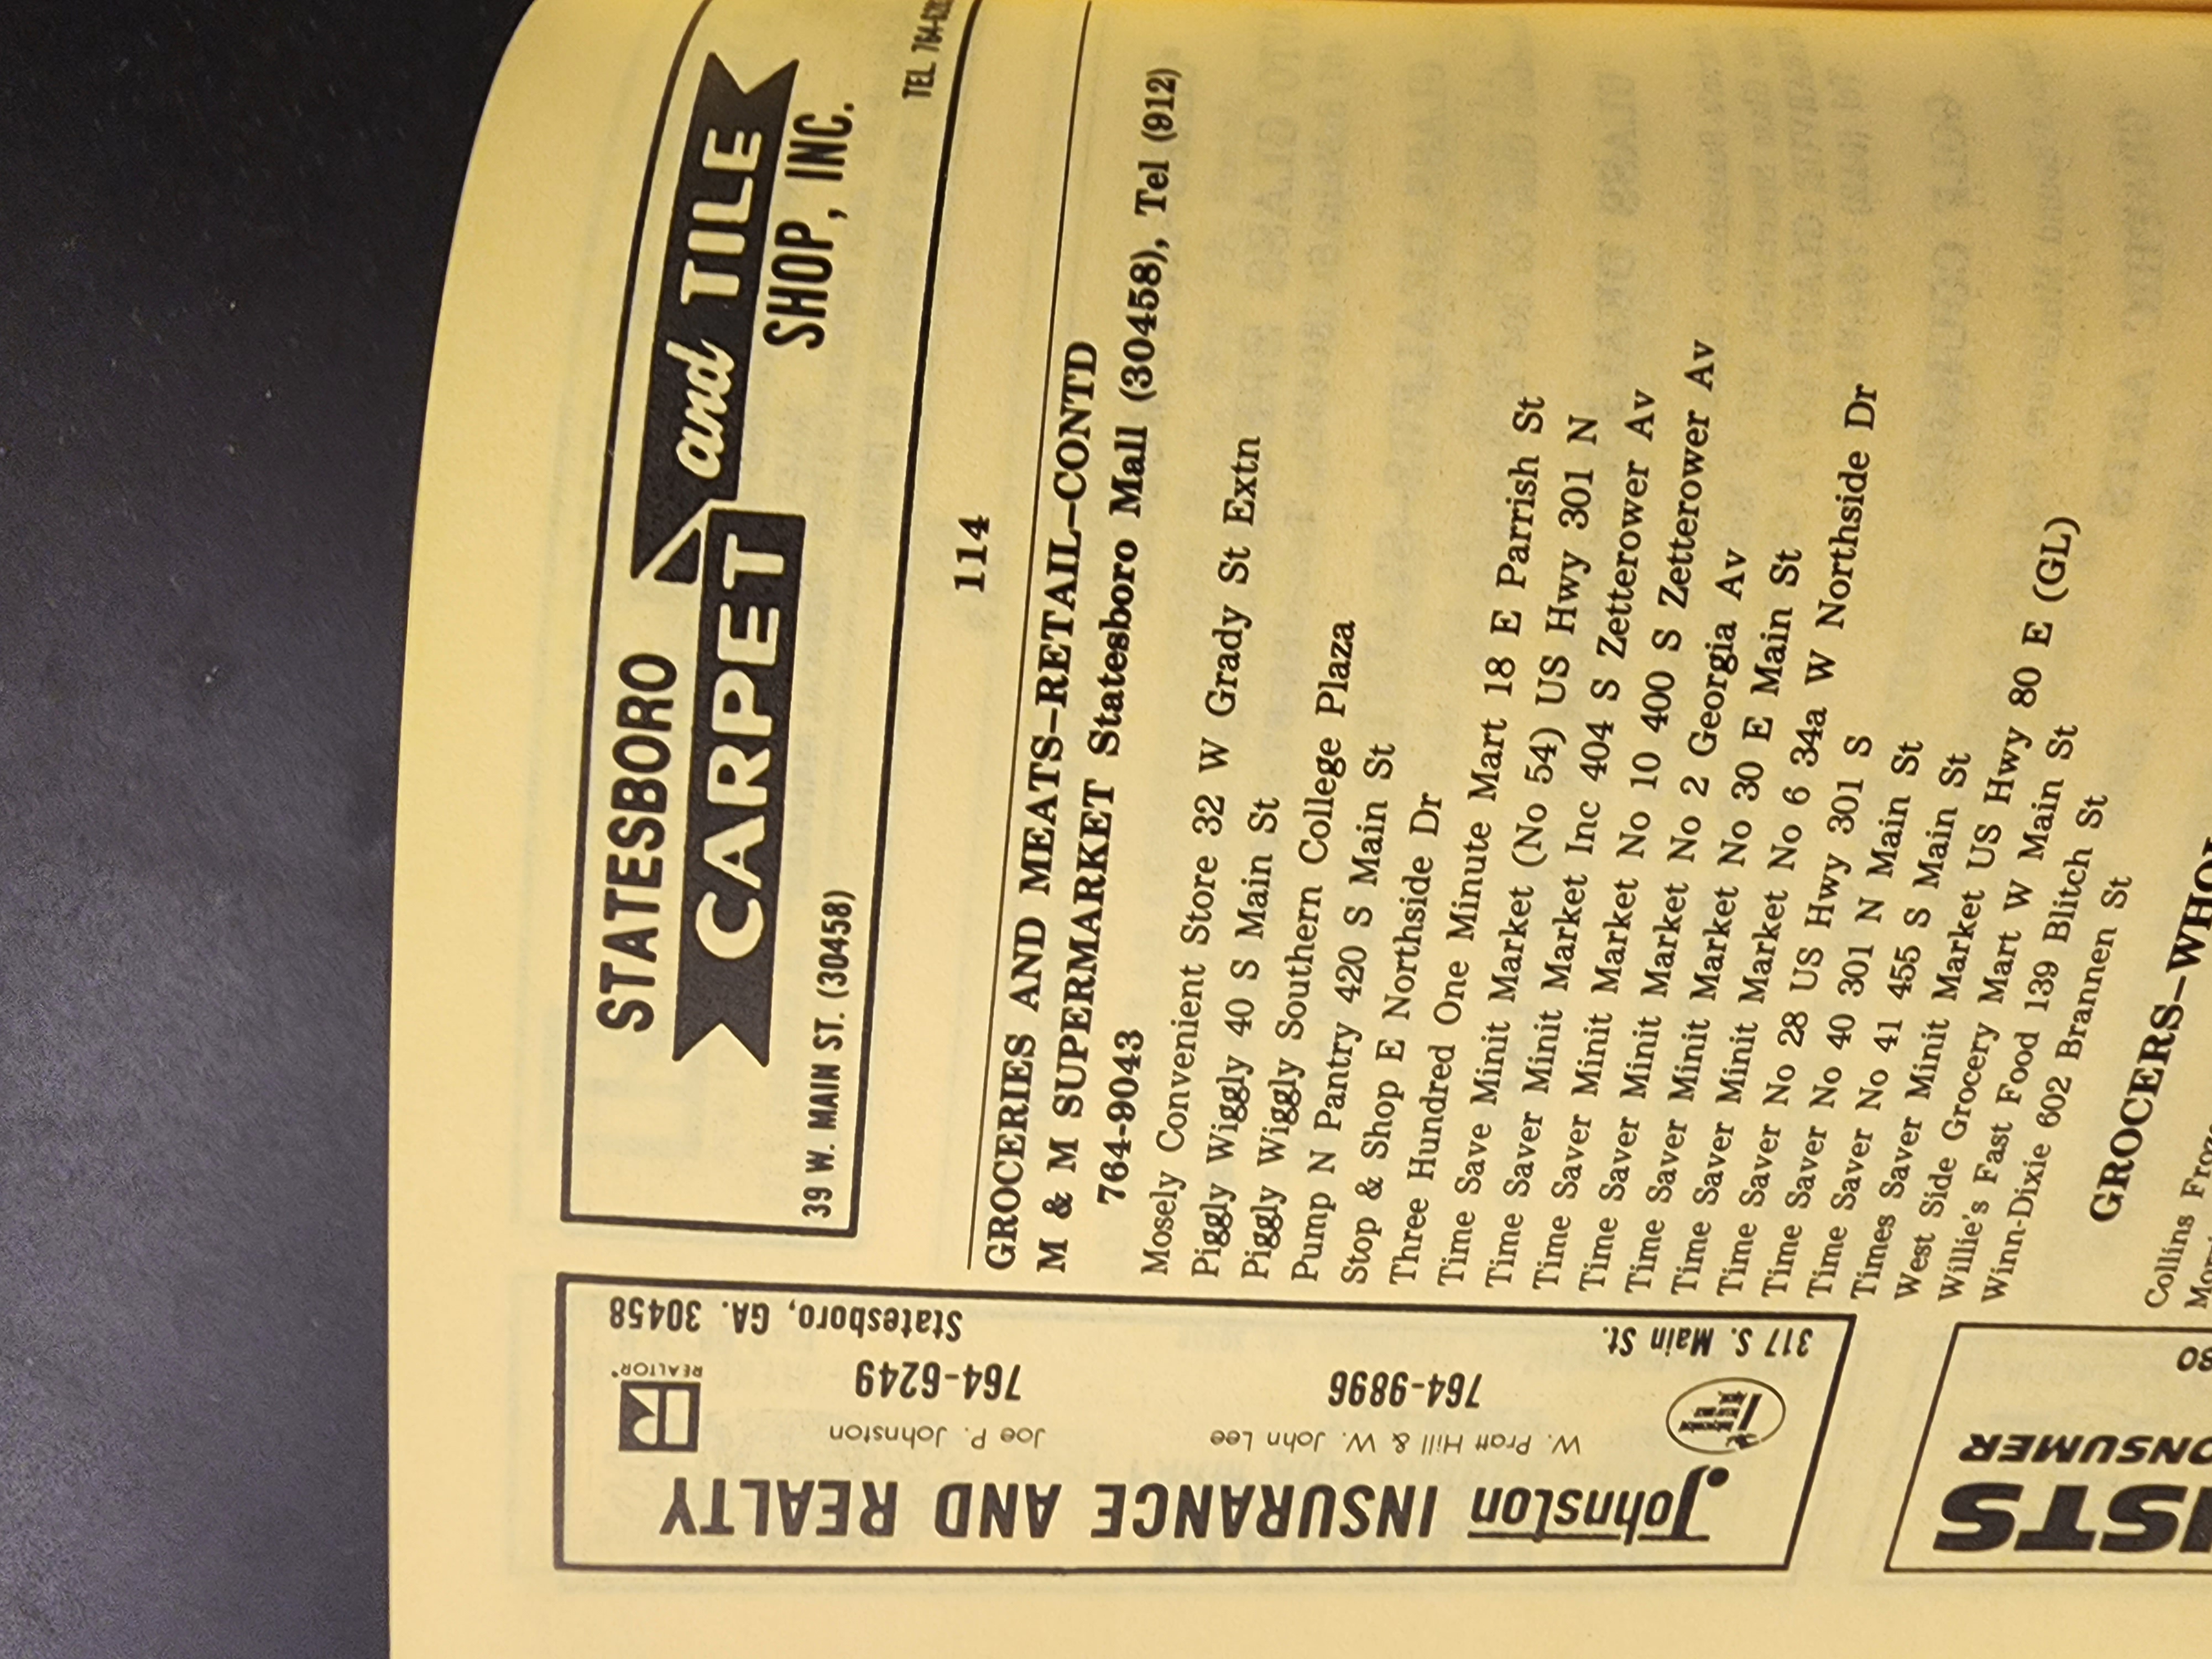 STATESBORO
CARPET and TILE
SHOP, INC.
39 W. MAIN ST. (30458)
TEL.
114
GROCERIES AND MEATS–RETAIL–CONTD
M & M SUPERMARKET Statesboro Mall (30458), Tel (912)
764-9043
Mosely Convenient Store 32 W Grady St Extn
Piggly Wiggly 40 S Main St
Piggly Wiggly Southern College Plaza
Pump N Pantry 420 S Main St
Stop & Shop E Northside Dr
Three Hundred One Minute Mart 18 E Parrish St
Time Save Minit Market (No 54) US Hwy 301 N
Time Saver Minit Market Inc 404 S Zetterower Av
Time Saver Minit Market No 10 400 S Zetterower Av
Time Saver Minit Market No 2 Georgia Av
Time Saver Minit Market No 30 E Main St
Time Saver Minit Market No 6 34a W Northside Dr
Time Saver No 28 US Hwy 301 S
Time Saver No 40 301 N Main St
Time Saver No 41 455 S Main St
Times Saver Minit Market US Hwy 80 E (GL)
West Side Grocery Mart W Main St
Willie's Fast Food 139 Blitch St
Winn-Dixie 602 Brannen St
GROCERS–WHOL
Collins Froze
Johnston INSURANCE AND REALTY
W. Pratt Hill & W. John Lee
Joe P. Johnston
REALTOR®
764-9896
764-6249
317 S. Main St.
Statesboro, GA. 30458
ISTS
ONSUMER